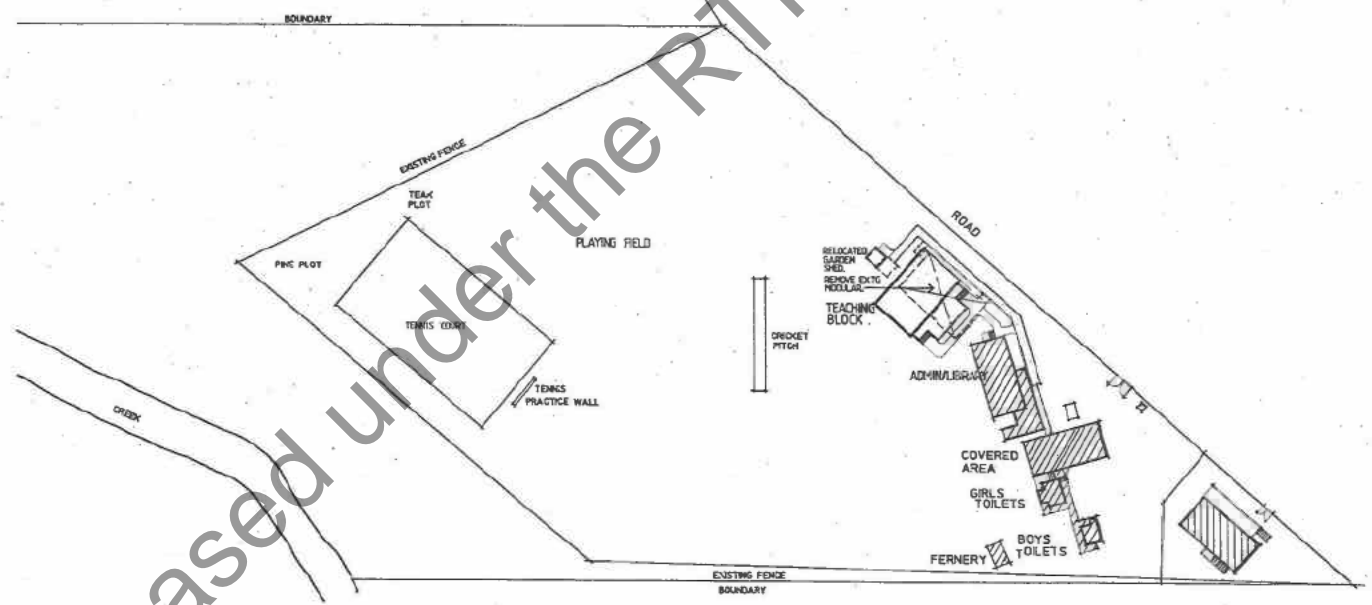 BOUNDARY
EXISTING FENCE
TEAK
PLOT
PLAYING FIELD
PINE PLOT
TENNIS COURT
TENNIS
PRACTICE WALL
CREEK
CRICKET
PITCH
ROAD
RELOCATED
GARDEN
SHED.
REMOVE EXTG
MODULAR.
TEACHING
BLOCK.
ADMIN/LIBRARY
COVERED
AREA
GIRLS
TOILETS
BOYS
TOILETS
FERNERY
EXISTING FENCE
BOUNDARY
ased under the RTI